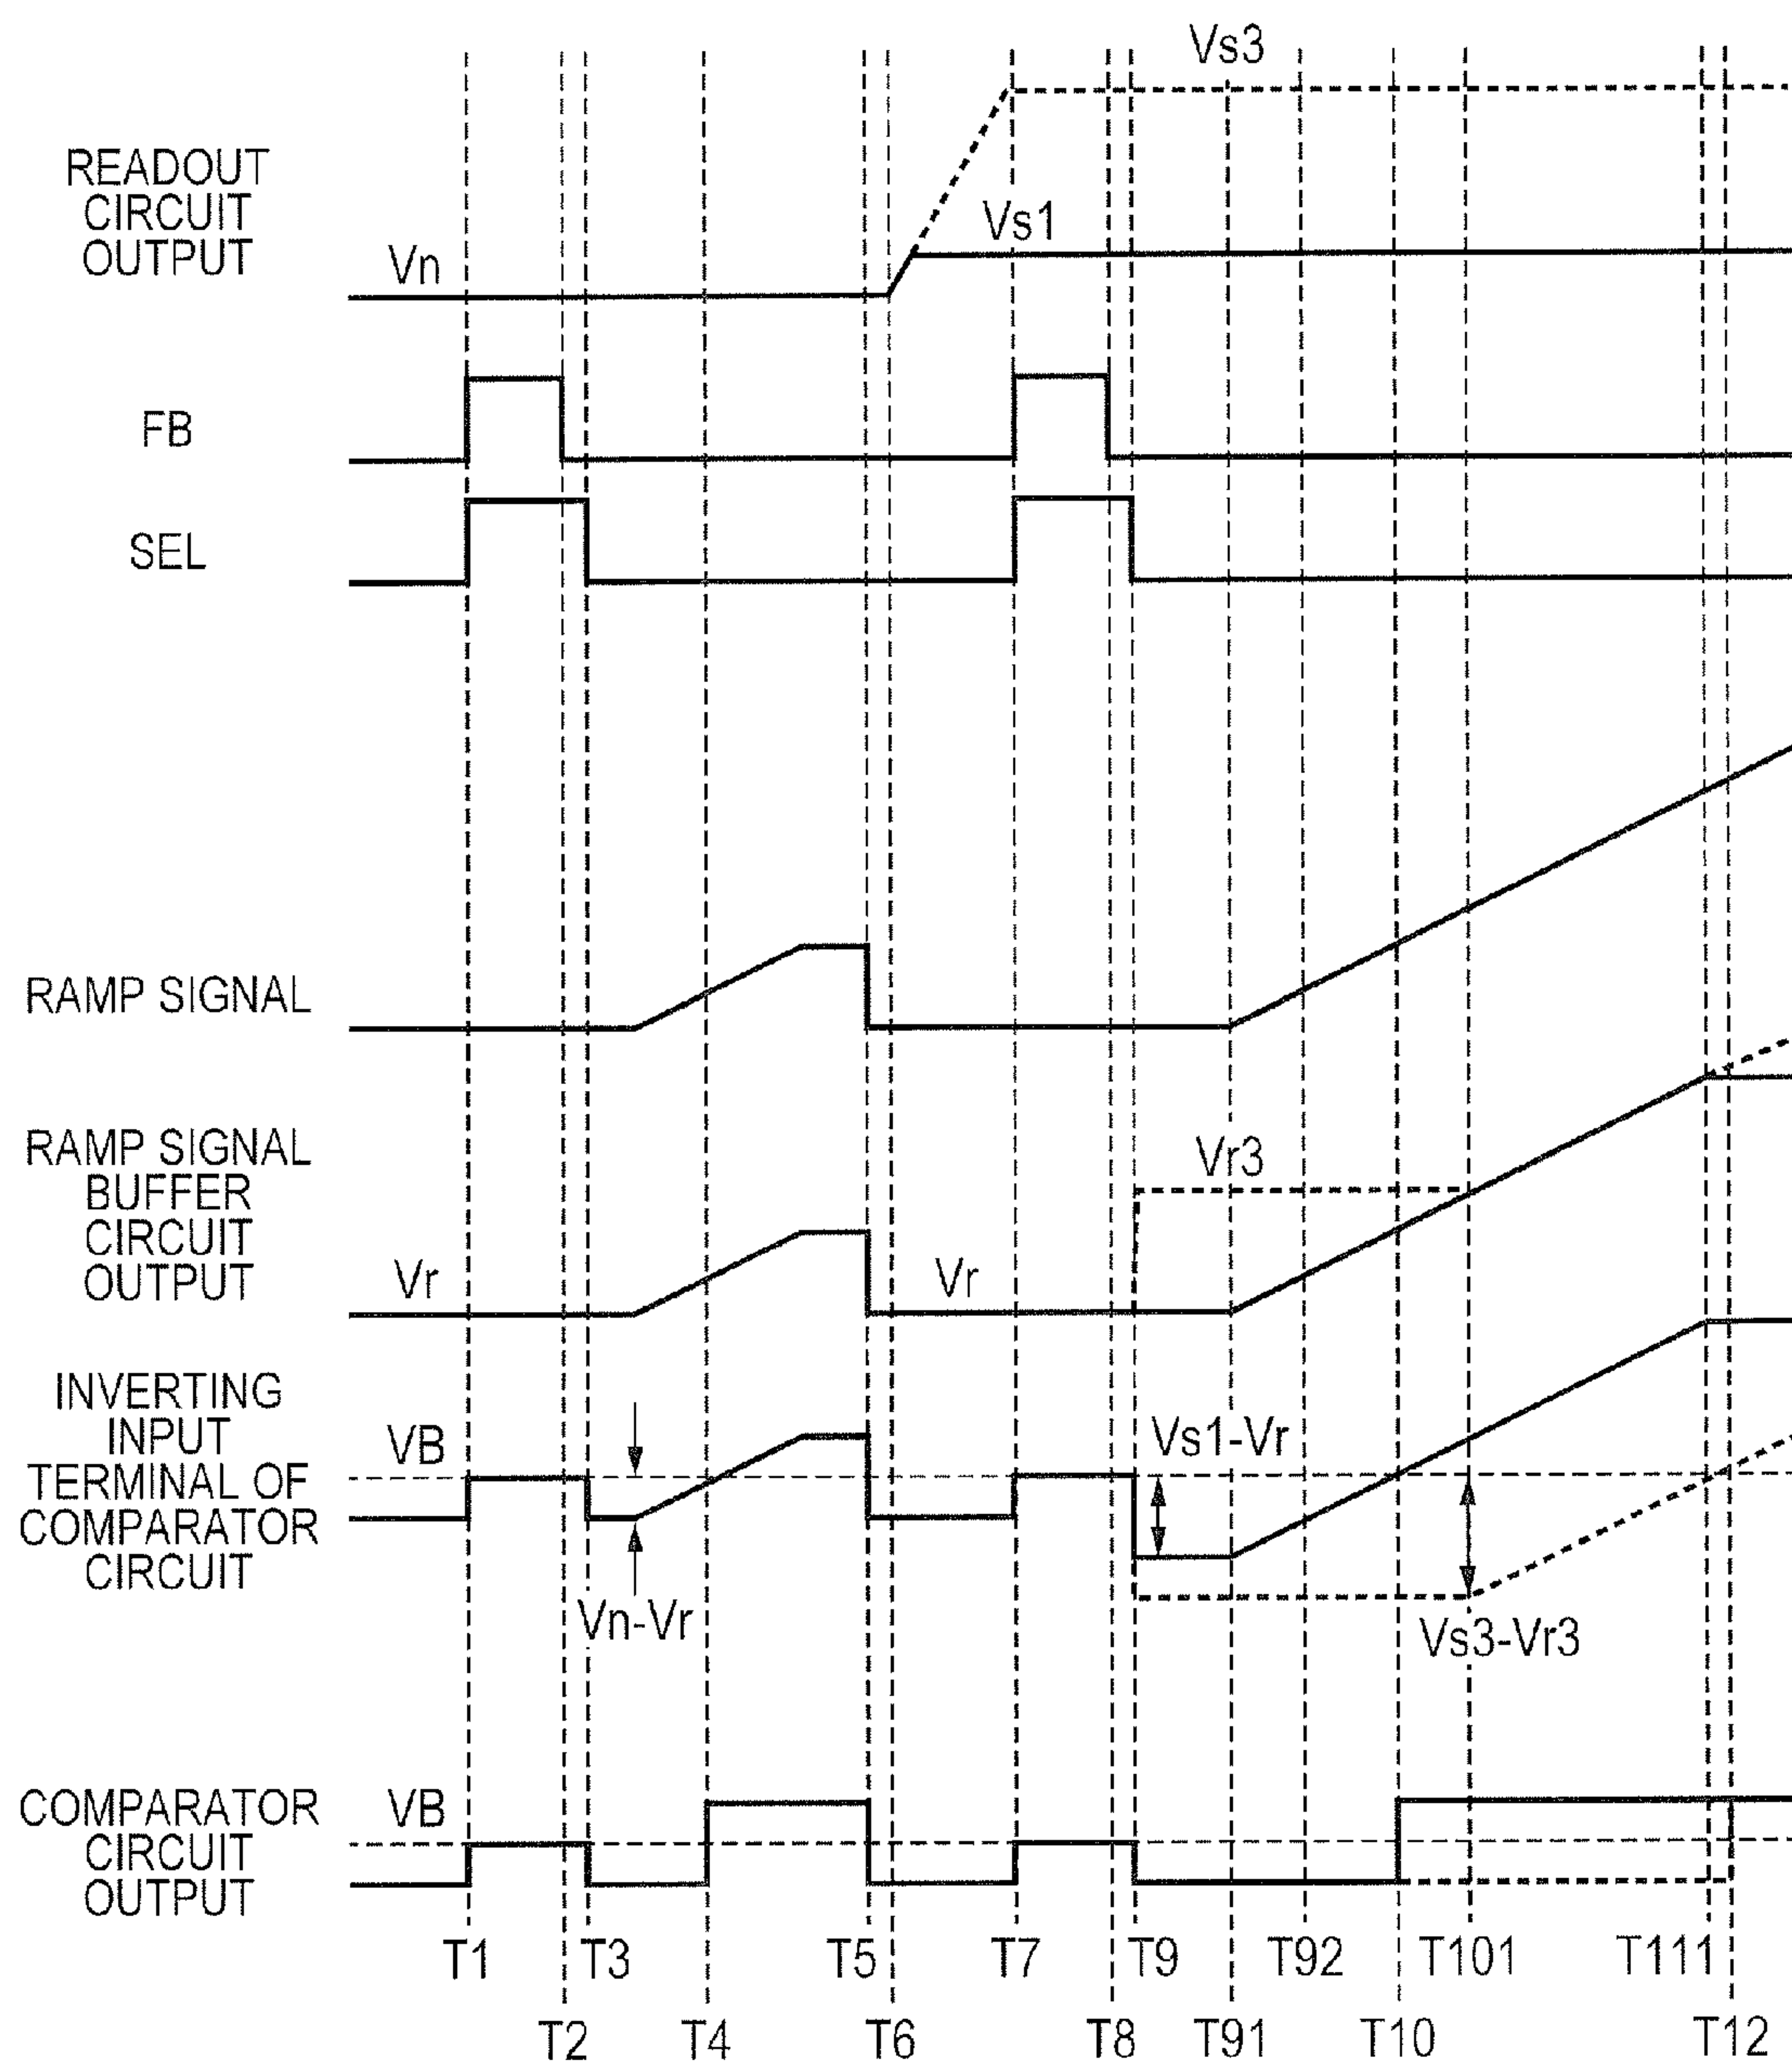 Vs3
READOUT
CIRCUIT
OUTPUT
Vs1
Vn
FB
SEL
RAMP SIGNAL
RAMP SIGNAL
BUFFER
CIRCUIT
OUTPUT
Vr3
Vr
Vr
INVERTING
INPUT
TERMINAL OF
COMPARATOR
CIRCUIT
VB
Vs1-Vr
Vn-Vr
Vs3-Vr3
COMPARATOR
CIRCUIT
OUTPUT
VB
T1
T3
T5
T7
T9
T92
T101
T111
T2
T4
T6
T8
T91
T10
T12